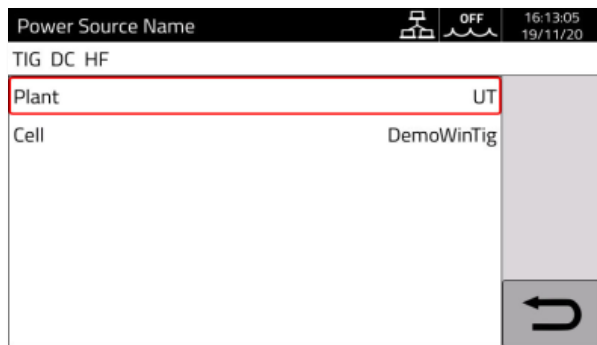 Power Source Name
OFF
16:13:05
19/11/20
TIG DC HF
Plant UT
Cell DemoWinTig